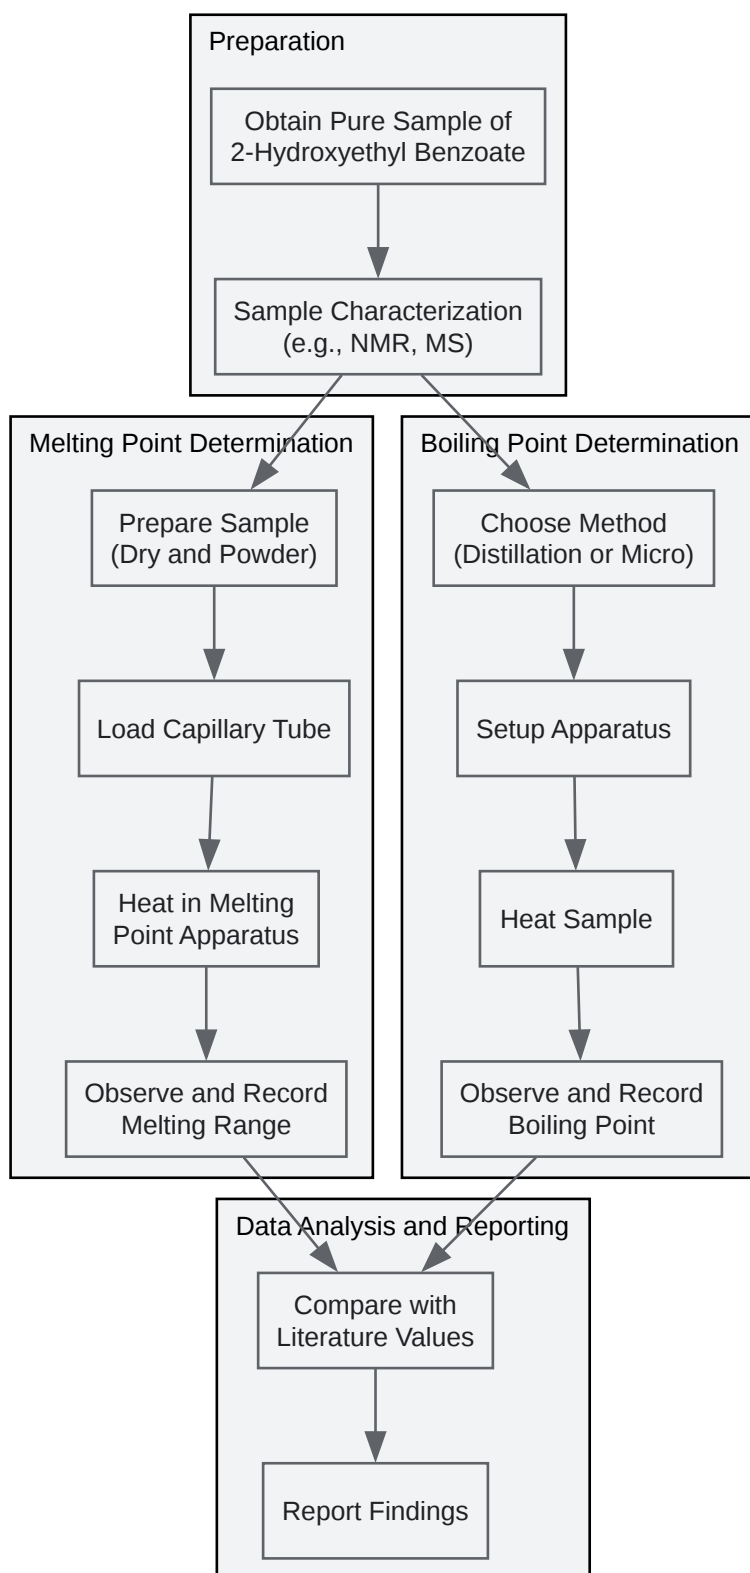 Preparation
Obtain Pure Sample of
2-Hydroxyethyl Benzoate
Sample Characterization
(e.g., NMR, MS)
Melting Point Determination
Prepare Sample
(Dry and Powder)
Load Capillary Tube
Heat in Melting
Point Apparatus
Observe and Record
Melting Range
Boiling Point Determination
Choose Method
(Distillation or Micro)
Setup Apparatus
Heat Sample
Observe and Record
Boiling Point
Data Analysis and Reporting
Compare with
Literature Values
Report Findings